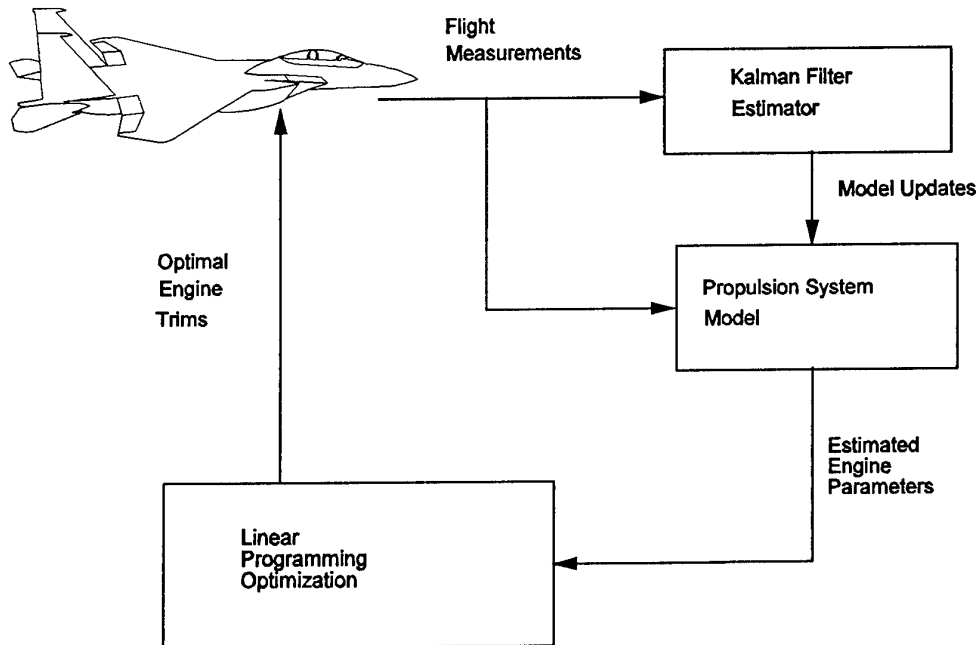 Flight
Measurements
Kalman Filter
Estimator
Model Updates
Propulsion System
Model
Estimated
Engine
Parameters
Linear
Programming
Optimization
Optimal
Engine
Trims